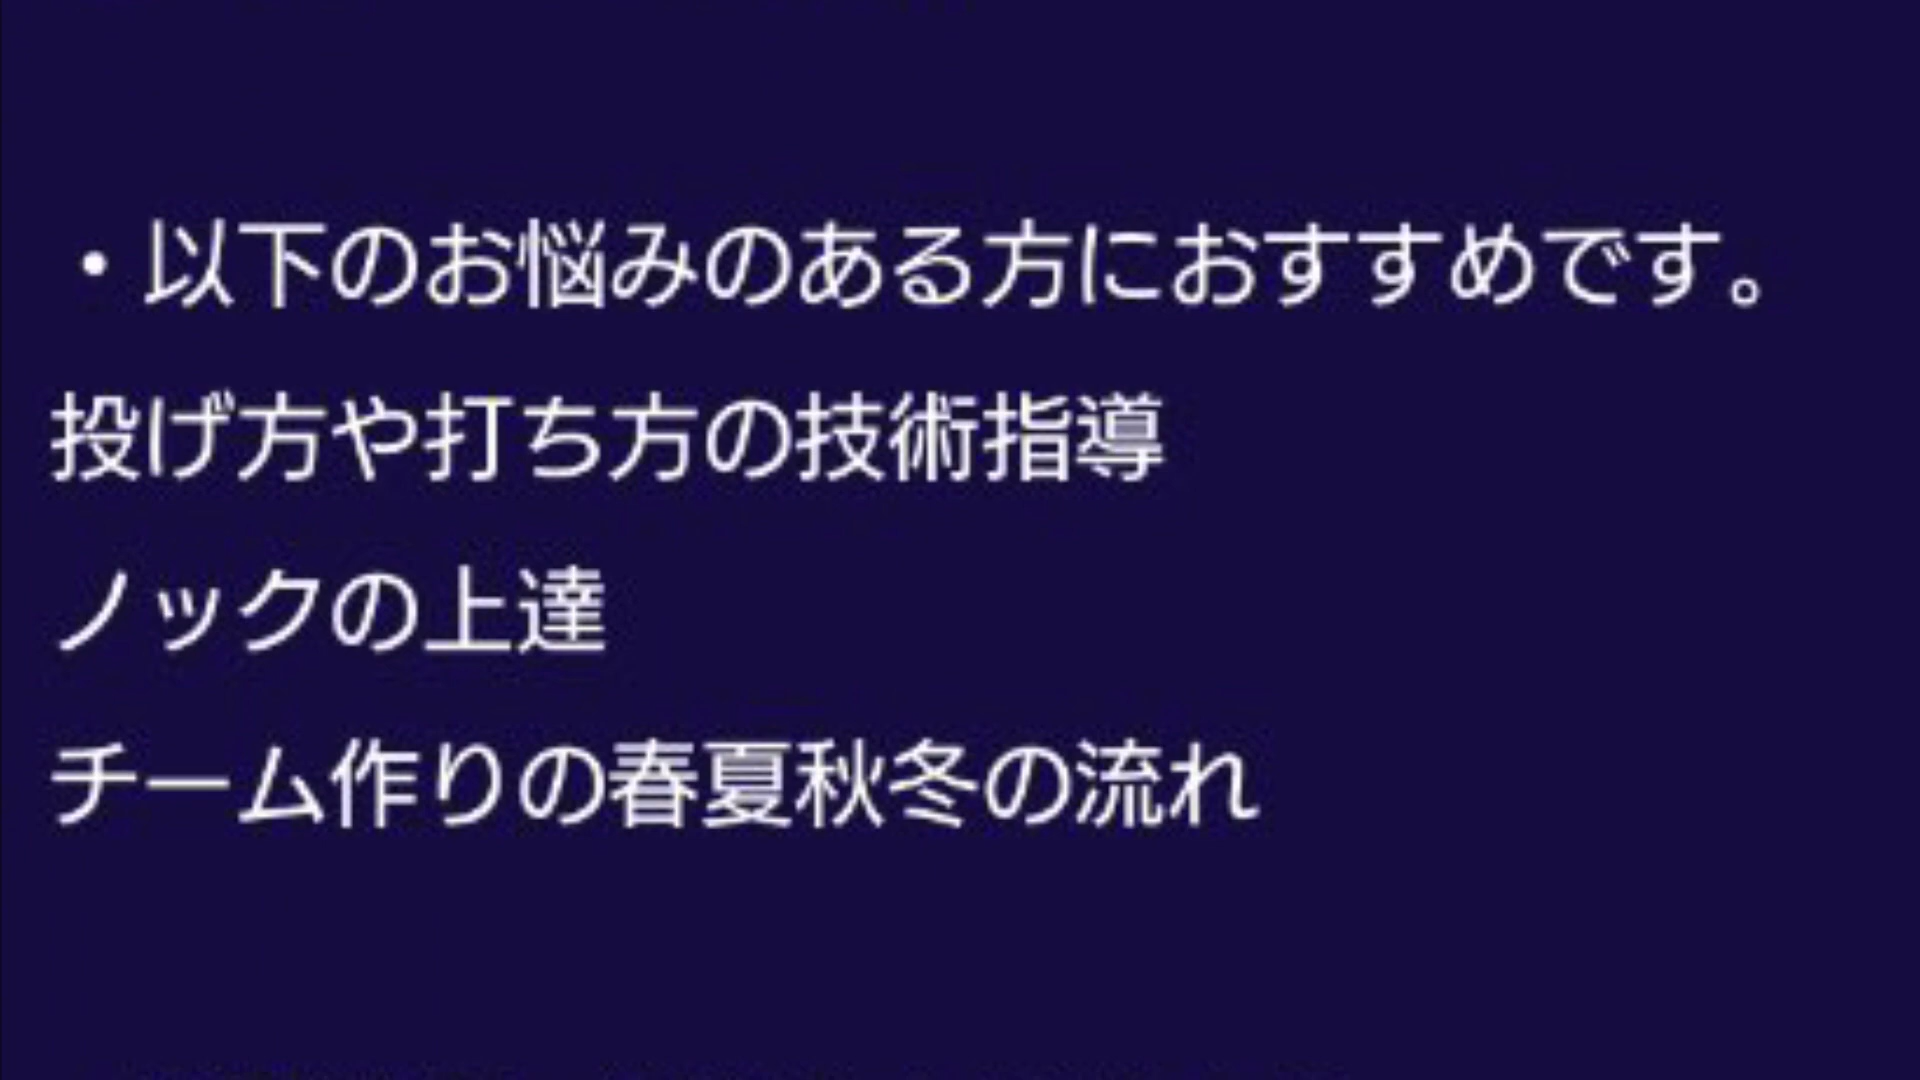 ・以下のお悩みのある方におすすめです。
投げ方や打ち方の技術指導
ノックの上達
チーム作りの春夏秋冬の流れ